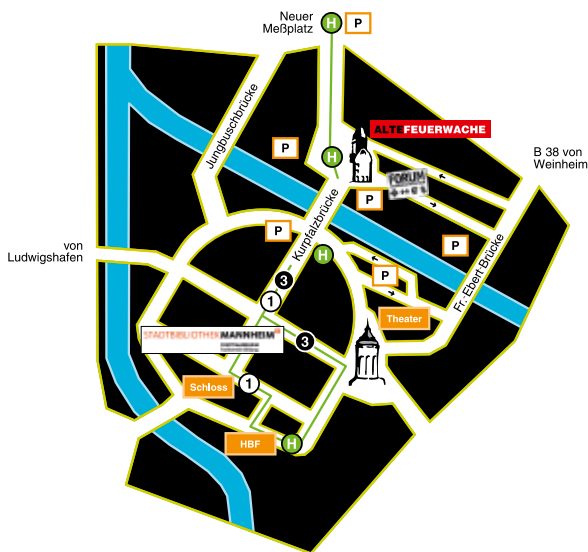 Neuer
Meßplatz
H
P
Jungbuschbrücke
ALTEFEUERWACHE
P
H
B 38 von
Weinheim
FORUM
P
Kurpfalzbrücke
P
P
von
Ludwigshafen
H
P
Fr.-Ebert-Brücke
3
1
Theater
STADTBIBLIOTHEKMANNHEIM
3
Schloss
1
HBF
H